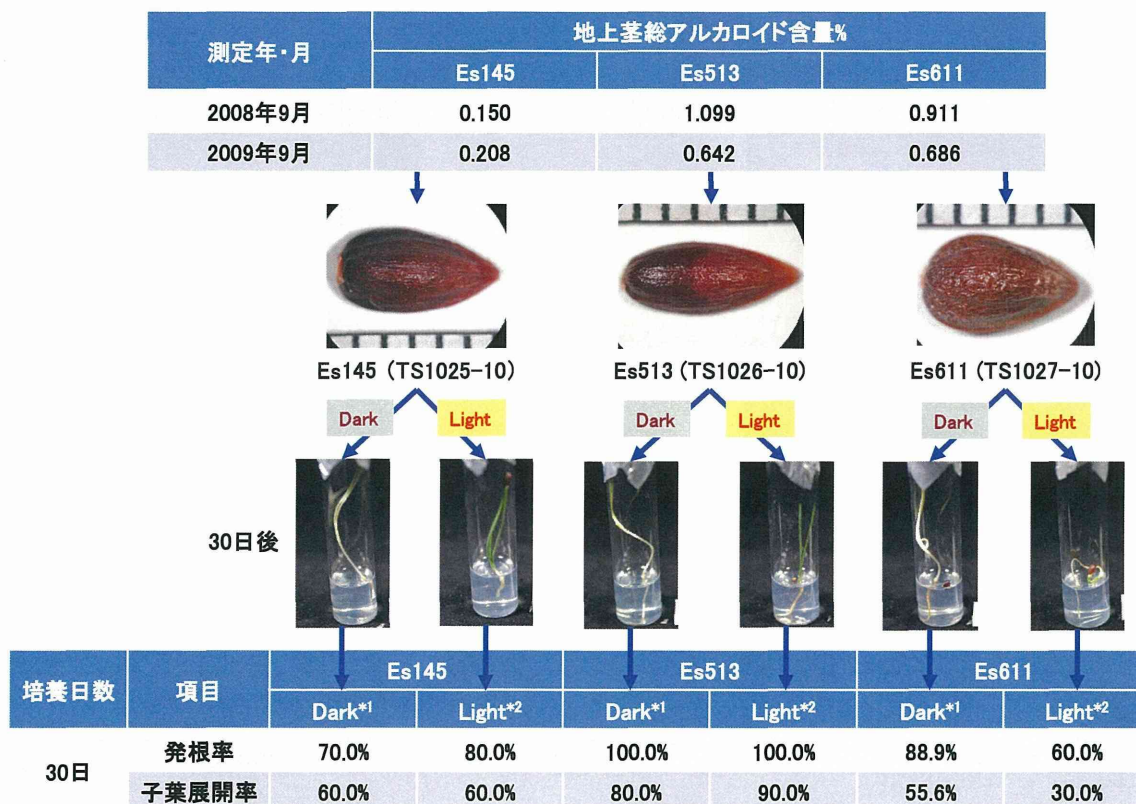 測定年・月 地上茎総アルカロイド含量%
Es145 Es513 Es611
2008年9月 0.150 1.099 0.911
2009年9月 0.208 0.642 0.686
Es145 (TS1025-10) Es513 (TS1026-10) Es611 (TS1027-10)
Dark Light Dark Light Dark Light
30日後
培養日数 項目 Es145 Es513 Es611
Dark*1 Light*2 Dark*1 Light*2 Dark*1 Light*2
30日 発根率 70.0% 80.0% 100.0% 100.0% 88.9% 60.0%
子葉展開率 60.0% 60.0% 80.0% 90.0% 55.6% 30.0%